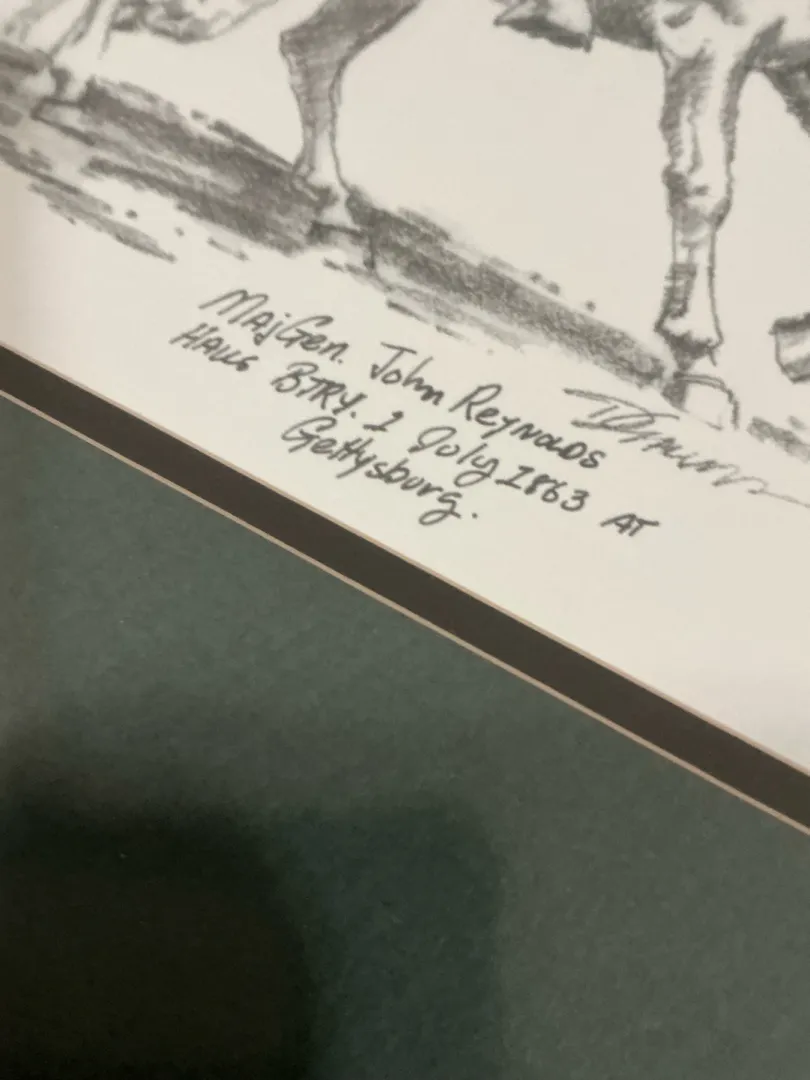 MajGen. John Reynolds
HALLS BTRY. 1 July 1863 AT
Gettysburg.